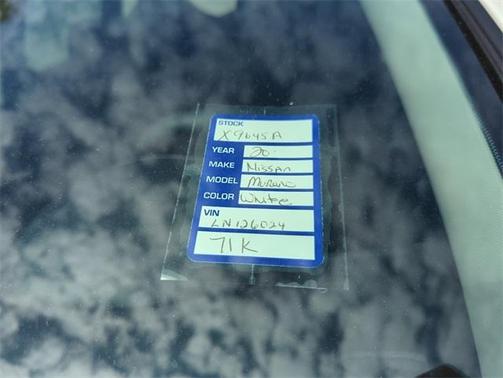 STOCK
X9645A
YEAR 20
MAKE Nissan
MODEL Murano
COLOR White
VIN
LN126024
71K